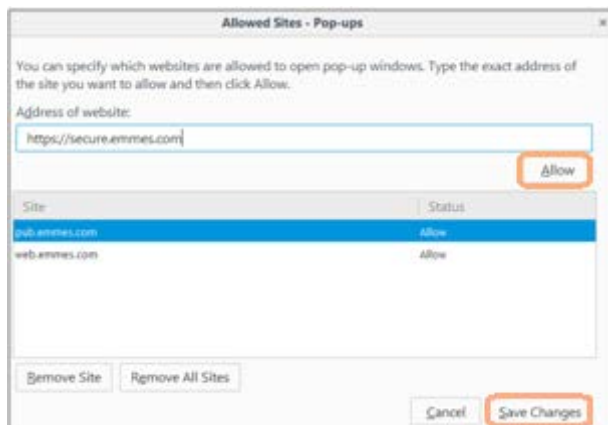 Allowed Sites - Pop-ups
×
You can specify which websites are allowed to open pop-up windows. Type the exact address of
the site you want to allow and then click Allow.
Address of website:
https://secure.emmes.com
Allow
Site Status
pub.emmes.com Allow
web.emmes.com Allow
Remove Site Remove All Sites
Cancel Save Changes